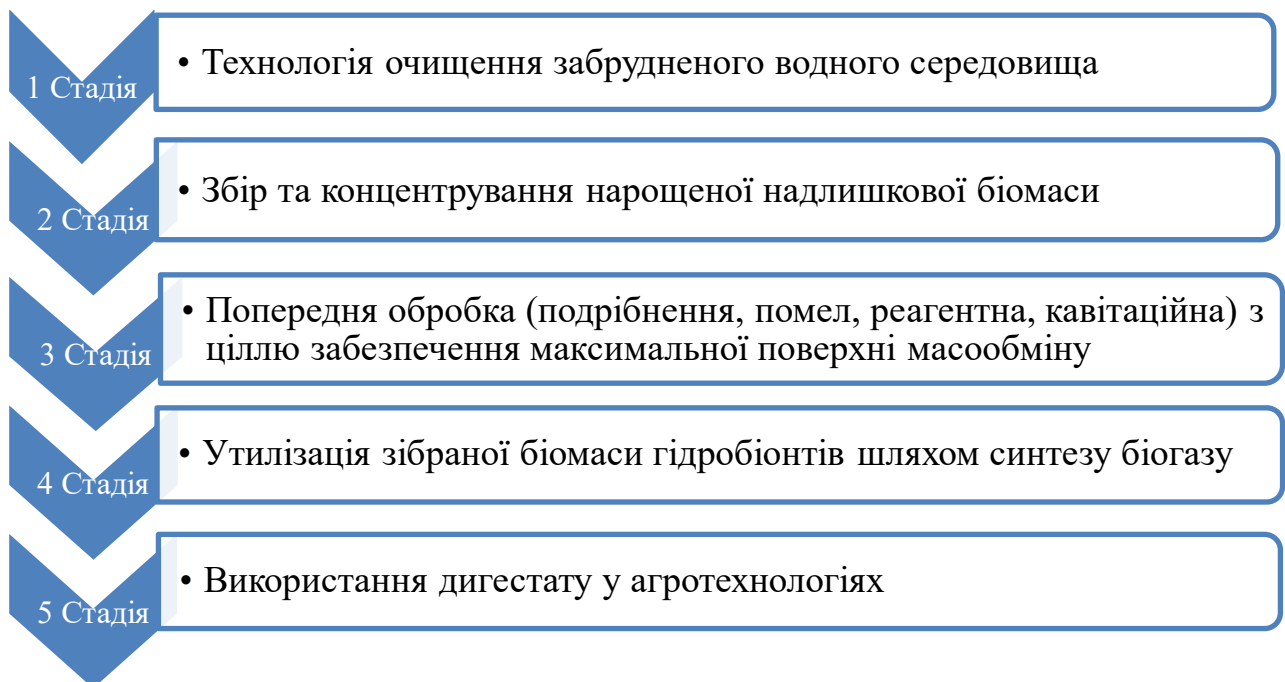 1 Стадія
• Технологія очищення забрудненого водного середовища
2 Стадія
• Збір та концентрування нарощеної надлишкової біомаси
3 Стадія
• Попередня обробка (подрібнення, помел, реагентна, кавітаційна) з
ціллю забезпечення максимальної поверхні масообміну
4 Стадія
• Утилізація зібраної біомаси гідробіонтів шляхом синтезу біогазу
5 Стадія
• Використання дигестату у агротехнологіях